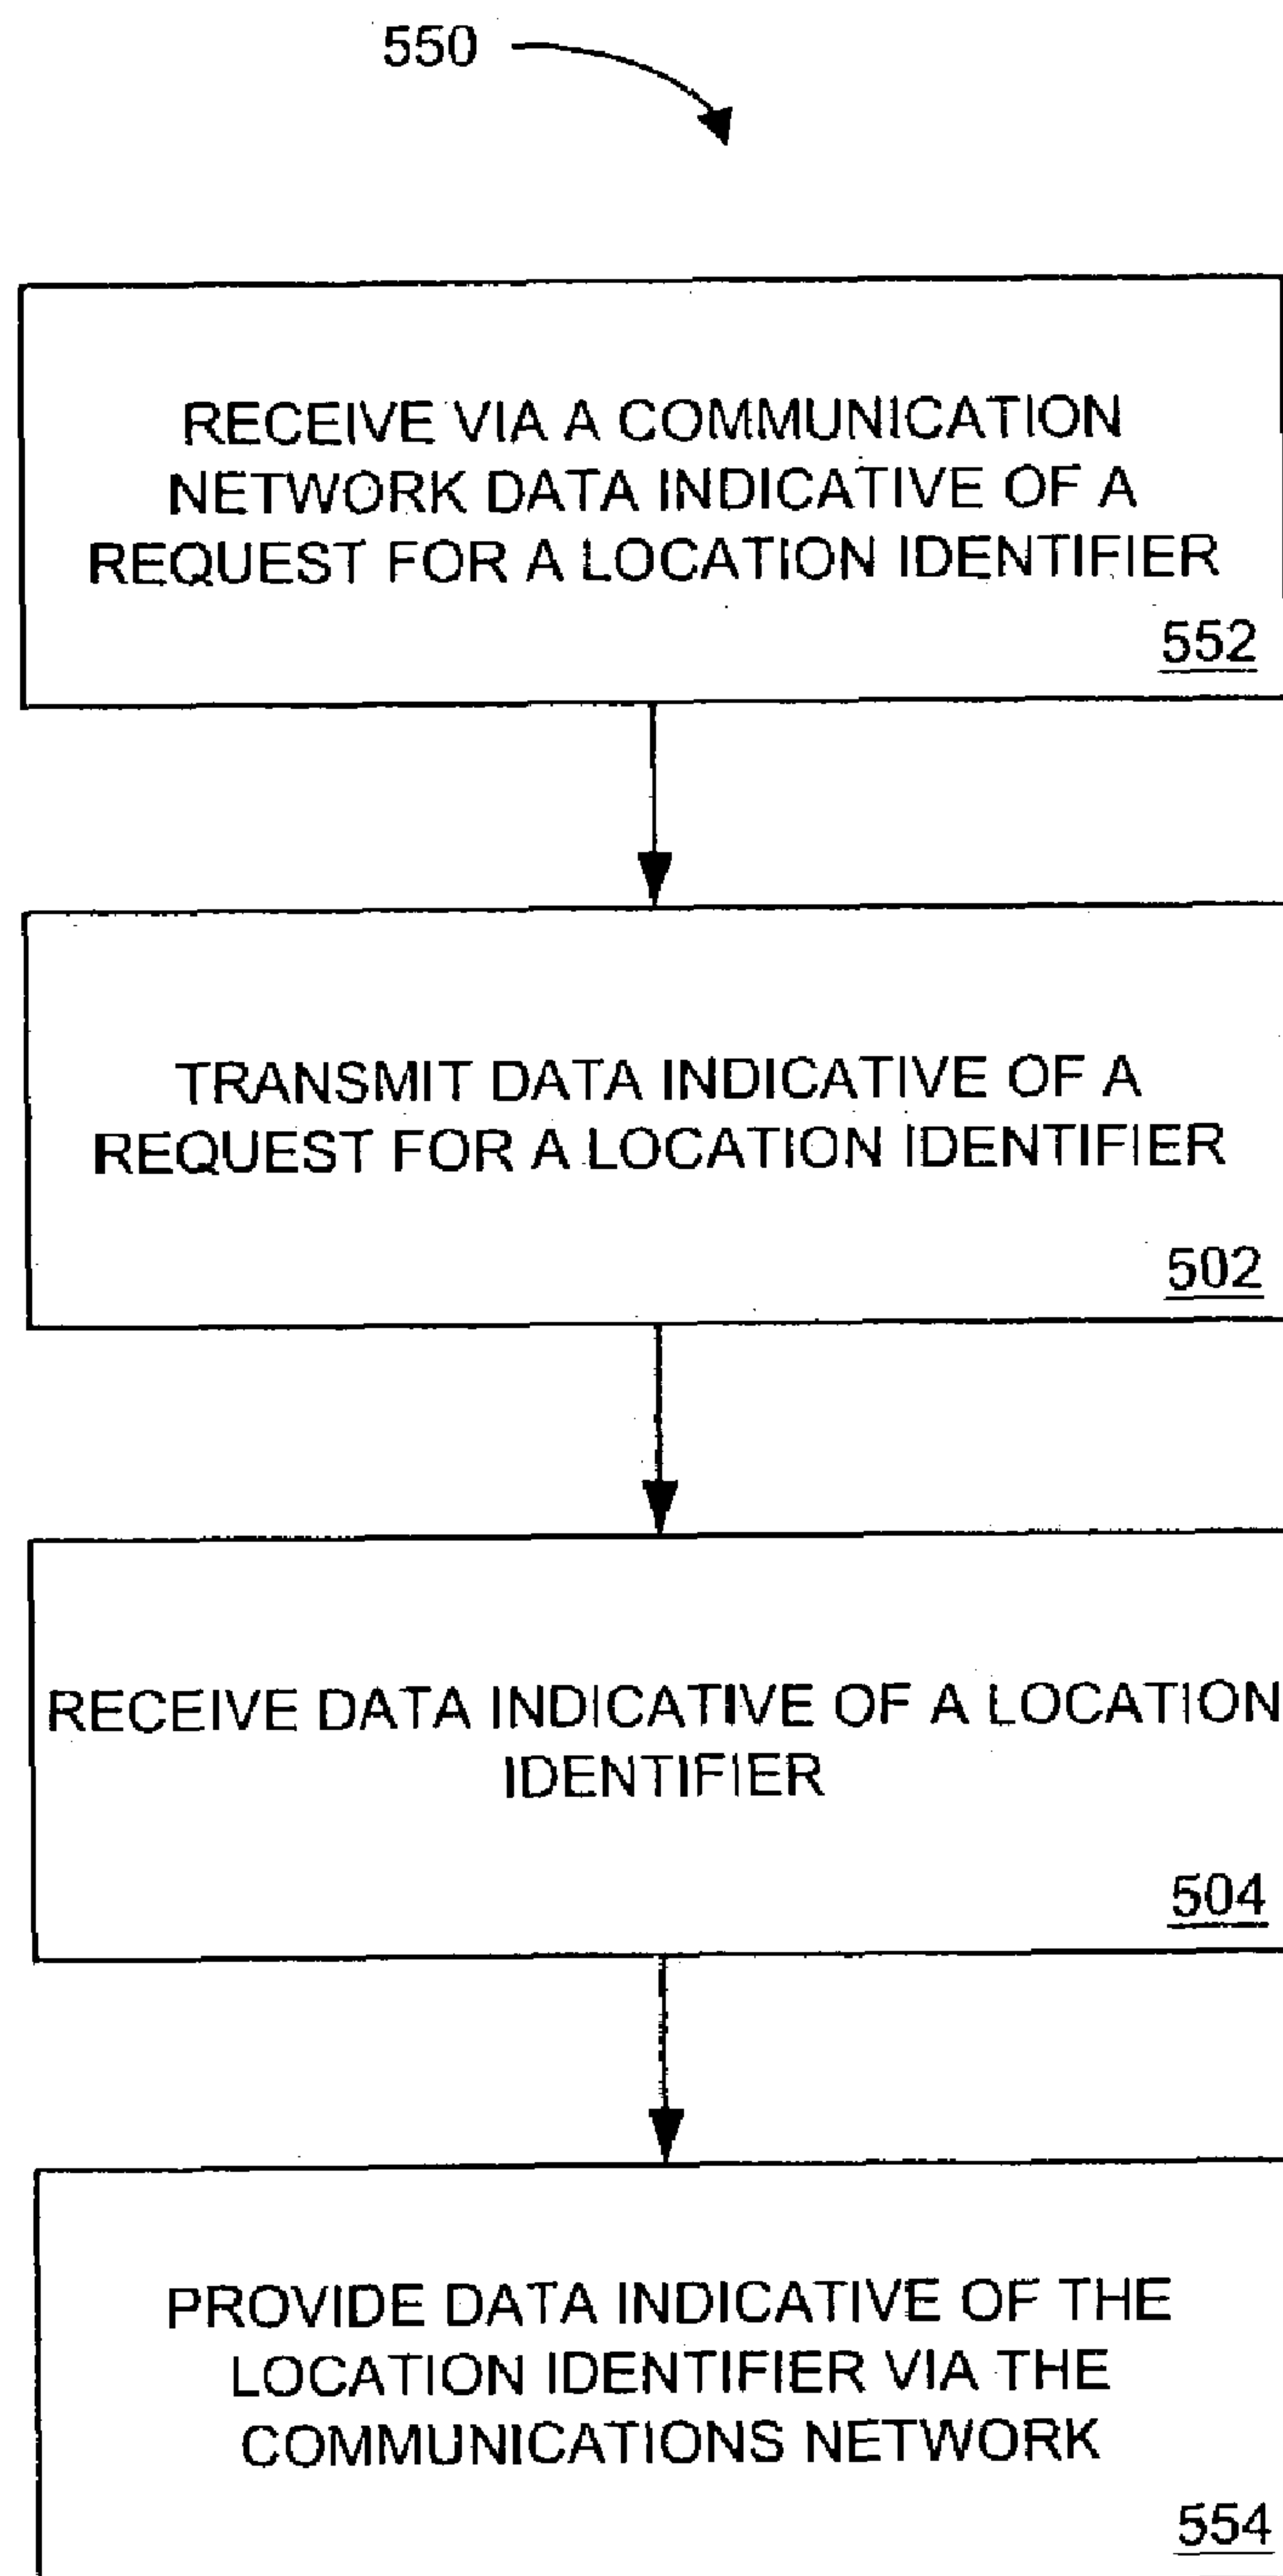 550
RECEIVE VIA A COMMUNICATION
NETWORK DATA INDICATIVE OF A
REQUEST FOR A LOCATION IDENTIFIER
552
TRANSMIT DATA INDICATIVE OF A
REQUEST FOR A LOCATION IDENTIFIER
502
RECEIVE DATA INDICATIVE OF A LOCATION
IDENTIFIER
504
PROVIDE DATA INDICATIVE OF THE
LOCATION IDENTIFIER VIA THE
COMMUNICATIONS NETWORK
554